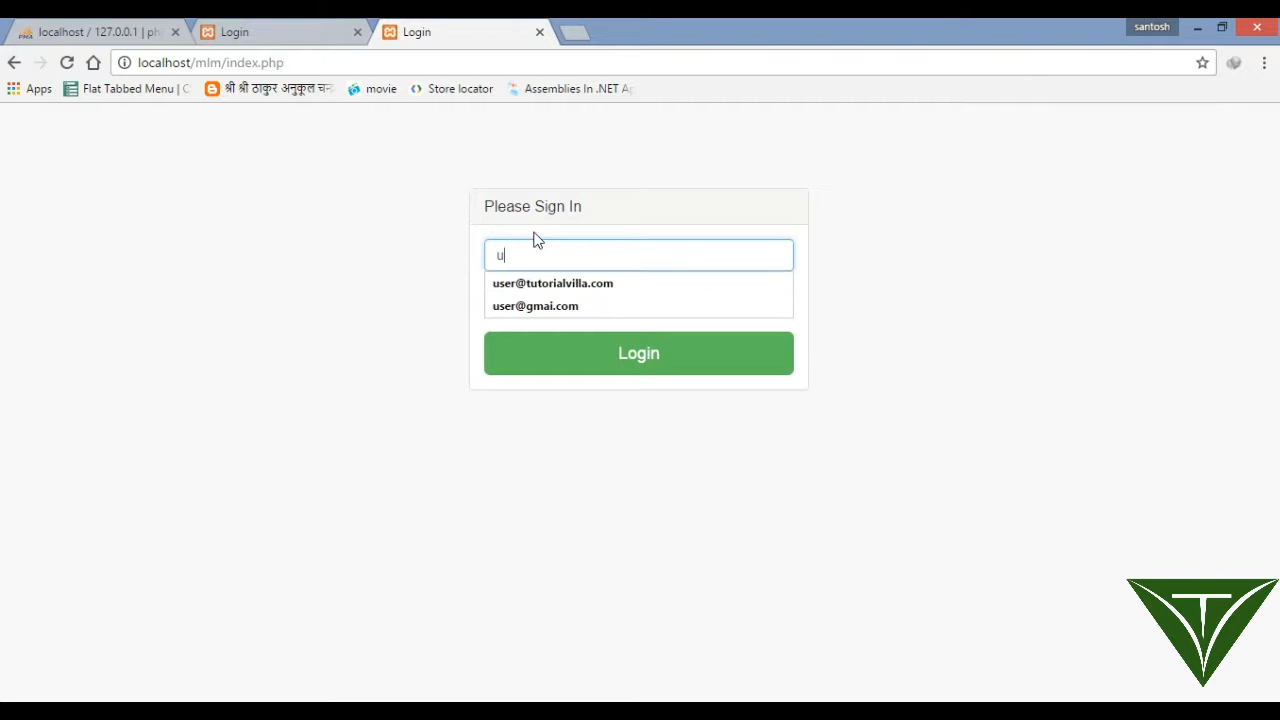 localhost / 127.0.0.1 | ph
Login
Login
santosh
localhost/mlm/index.php
Apps
Flat Tabbed Menu | C
श्री श्री ठाकुर अनुकूल चन्
movie
Store locator
Assemblies In .NET Ap
Please Sign In
u
user@tutorialvilla.com
user@gmai.com
Login
T